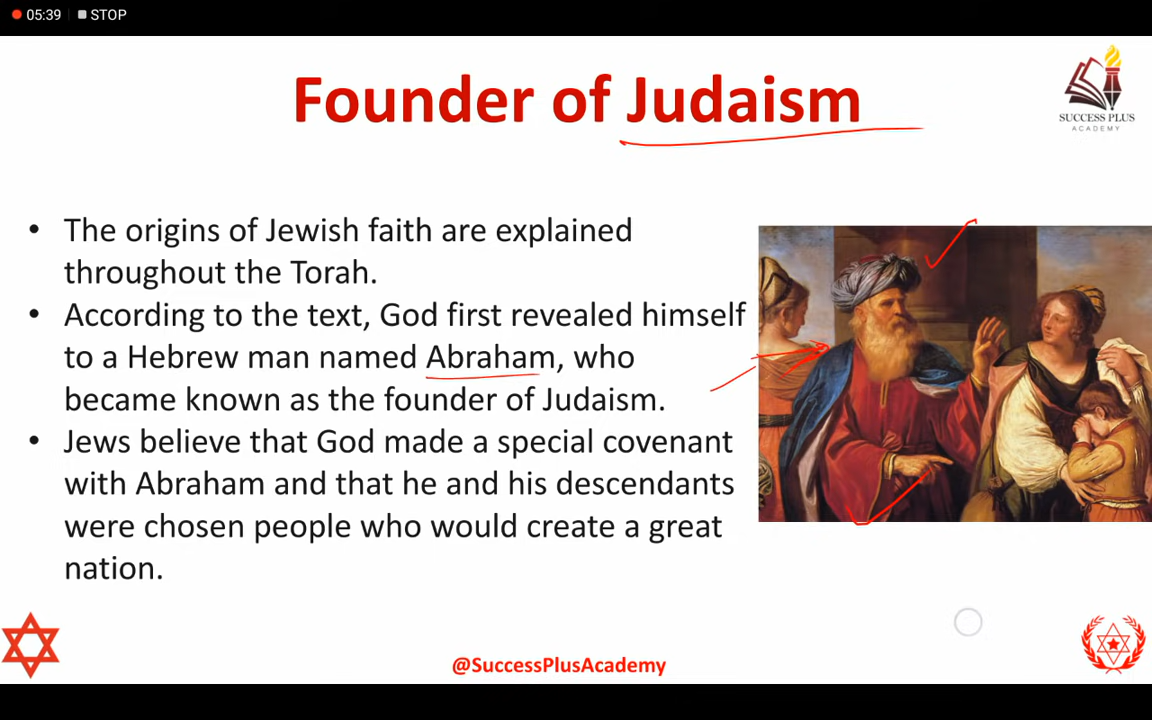 05:39 STOP
Founder of Judaism
SUCCESS PLUS
ACADEMY
• The origins of Jewish faith are explained
throughout the Torah.
• According to the text, God first revealed himself
to a Hebrew man named Abraham, who
became known as the founder of Judaism.
• Jews believe that God made a special covenant
with Abraham and that he and his descendants
were chosen people who would create a great
nation.
@SuccessPlusAcademy